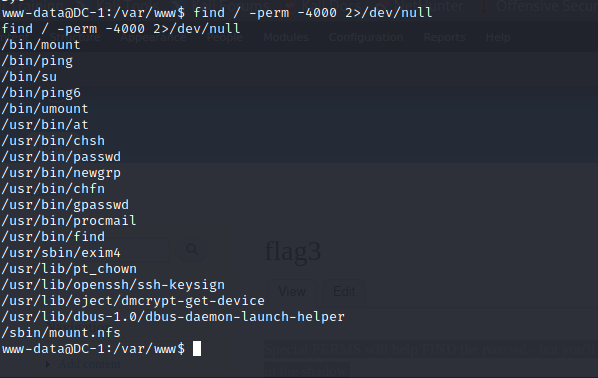 www-data@DC-1:/var/www$ find / -perm -4000 2>/dev/null
find / -perm -4000 2>/dev/null
Appearance People Modules Configuration Reports Help
/bin/mount
/bin/ping
/bin/su
/bin/ping6
/bin/umount
/usr/bin/at
/usr/bin/chsh
/usr/bin/passwd
/usr/bin/newgrp
/usr/bin/chfn
/usr/bin/gpasswd
/usr/bin/procmail
/usr/bin/find
/usr/sbin/exim4
flag3
/usr/lib/pt_chown
/usr/lib/openssh/ssh-keysign
View Edit
/usr/lib/eject/dmcrypt-get-device
/usr/lib/dbus-1.0/dbus-daemon-launch-helper
/sbin/mount.nfs
www-data@DC-1:/var/www$
Add content